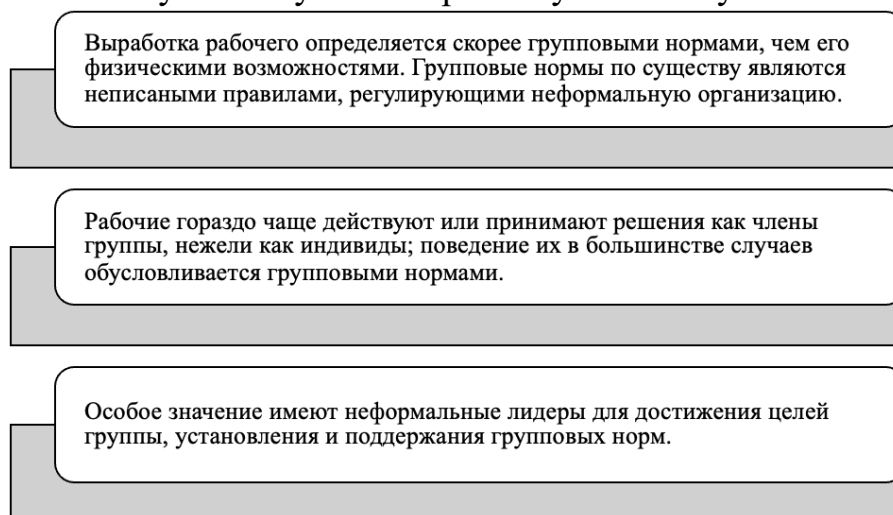 Выработка рабочего определяется скорее групповыми нормами, чем его
физическими возможностями. Групповые нормы по существу являются
неписаными правилами, регулирующими неформальную организацию.
Рабочие гораздо чаще действуют или принимают решения как члены
группы, нежели как индивиды; поведение их в большинстве случаев
обусловливается групповыми нормами.
Особое значение имеют неформальные лидеры для достижения целей
группы, установления и поддержания групповых норм.